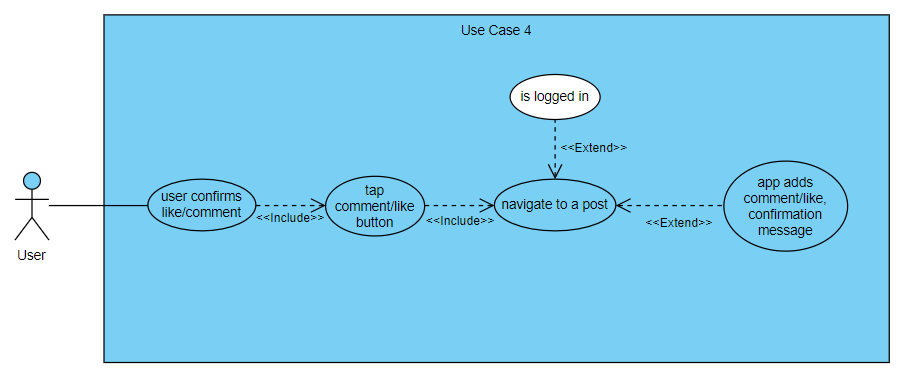 Use Case 4
is logged in
<<Extend>>
user confirms
like/comment
<<Include>>
tap
comment/like
button
<<Include>>
navigate to a post
<<Extend>>
app adds
comment/like,
confirmation
message
User